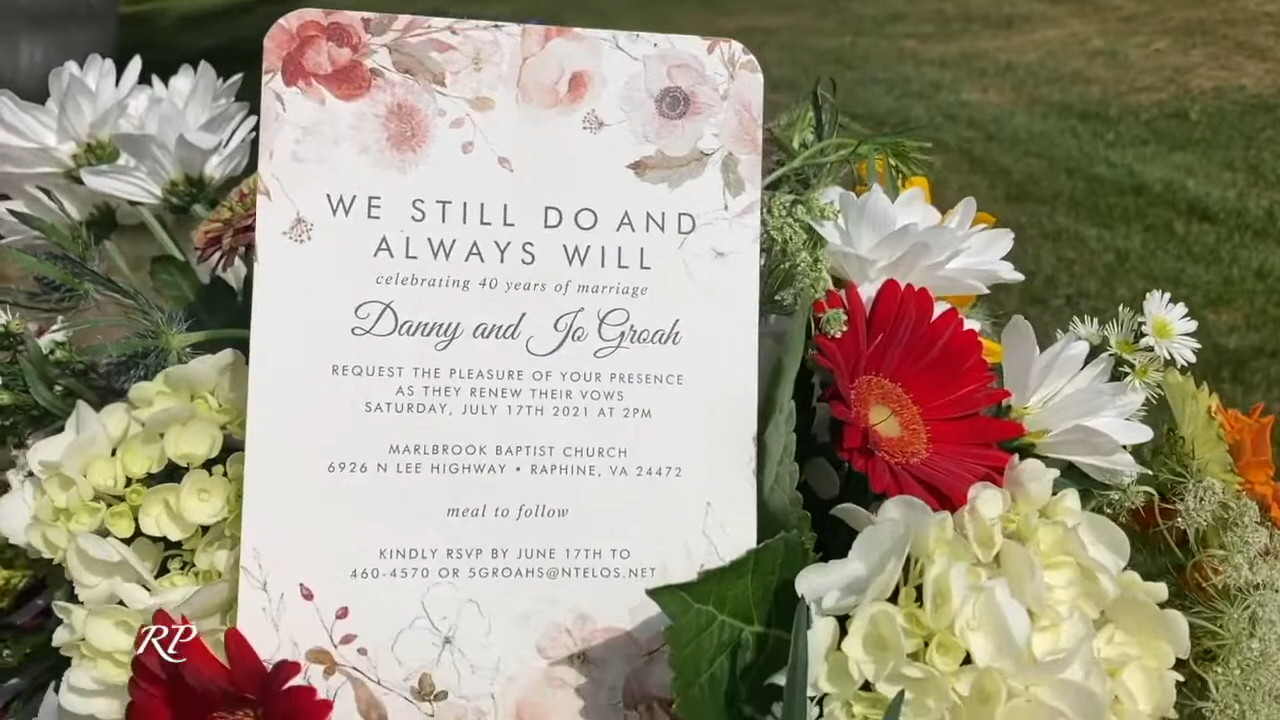 WE STILL DO AND
ALWAYS WILL
celebrating 40 years of marriage
Danny and Jo Groah
REQUEST THE PLEASURE OF YOUR PRESENCE
AS THEY RENEW THEIR VOWS
SATURDAY, JULY 17TH 2021 AT 2PM
MARLBROOK BAPTIST CHURCH
6926 N LEE HIGHWAY • RAPHINE, VA 24472
meal to follow
KINDLY RSVP BY JUNE 17TH TO
460-4570 OR 5GROAHS@NTELOS.NET
RP